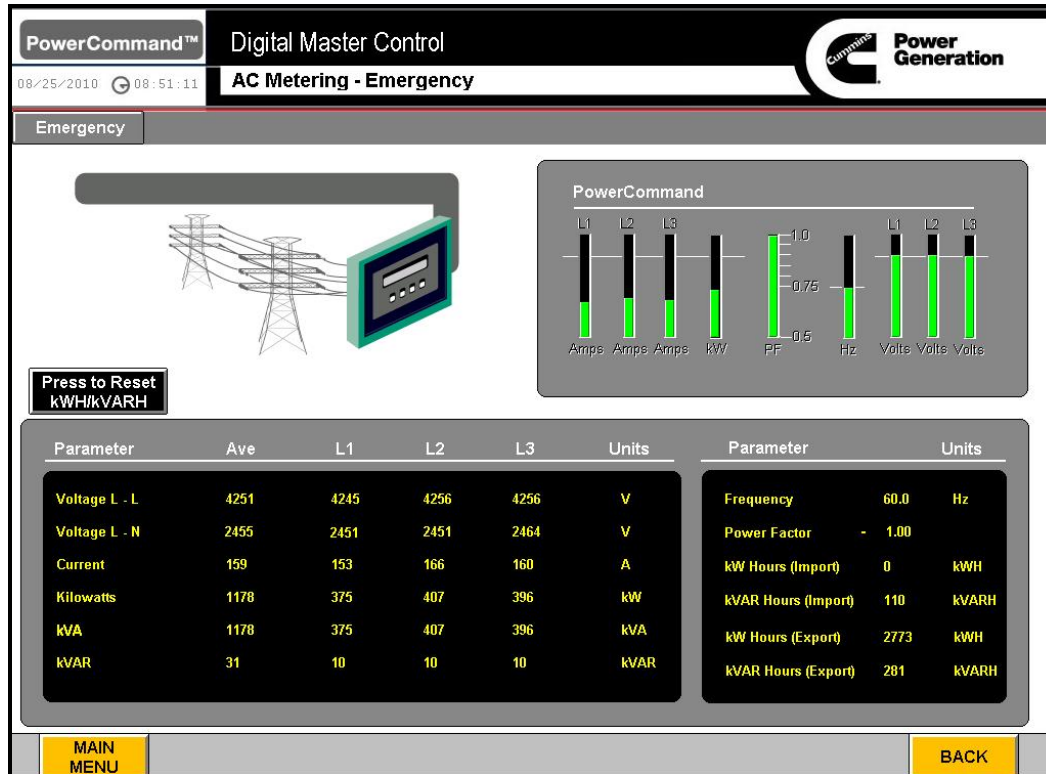 PowerCommand™
Digital Master Control
cummins
Power
Generation
08/25/2010 08:51:11
AC Metering - Emergency
Emergency
PowerCommand
L1 L2 L3 1.0 L1 L2 L3
0.75
0.5
Amps Amps Amps kW PF Hz Volts Volts Volts
Press to Reset
kWH/kVARH
Parameter Ave L1 L2 L3 Units
Voltage L - L 4251 4245 4256 4256 V
Voltage L - N 2455 2451 2451 2464 V
Current 159 153 166 160 A
Kilowatts 1178 375 407 396 kW
kVA 1178 375 407 396 kVA
kVAR 31 10 10 10 kVAR
Parameter Units
Frequency 60.0 Hz
Power Factor - 1.00
kW Hours (Import) 0 kWH
kVAR Hours (Import) 110 kVARH
kW Hours (Export) 2773 kWH
kVAR Hours (Export) 281 kVARH
MAIN
MENU
BACK